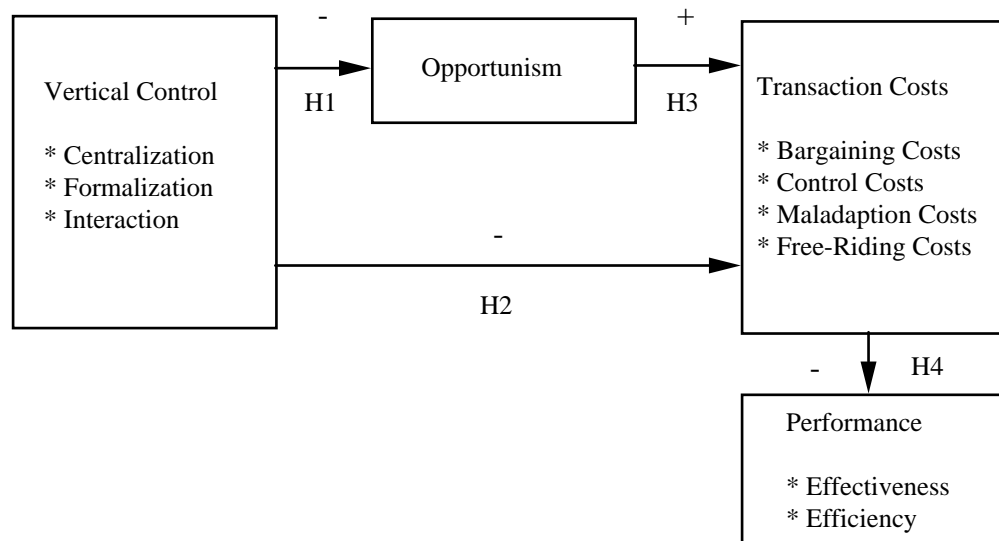 -
+
Opportunism
H1
H3
Vertical Control
* Centralization
* Formalization
* Interaction
Transaction Costs
* Bargaining Costs
* Control Costs
* Maladaption Costs
* Free-Riding Costs
-
H2
-
H4
Performance
* Effectiveness
* Efficiency